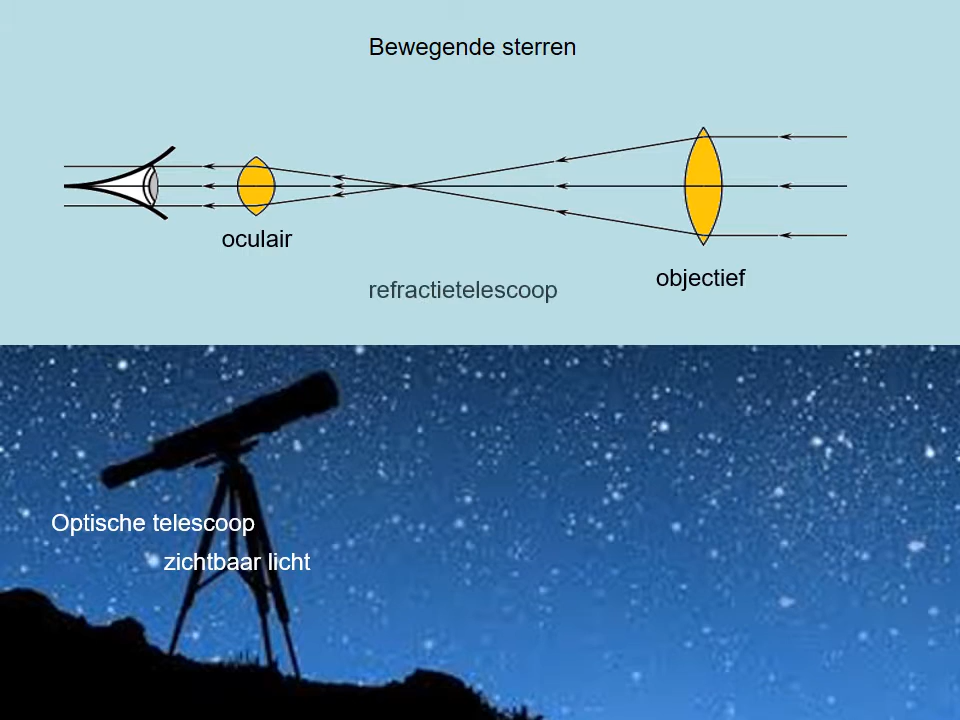 Bewegende sterren
oculair
objectief
refractietelescoop
Optische telescoop
zichtbaar licht